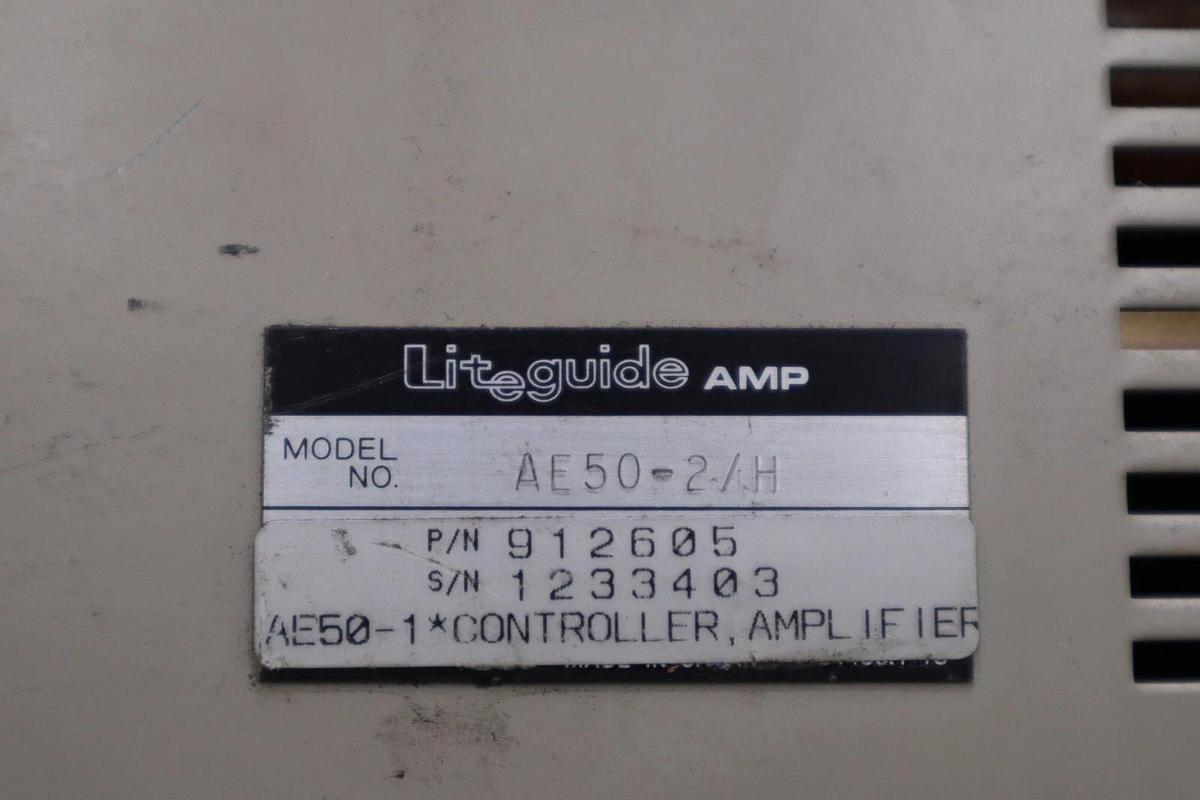 Liteguide AMP
MODEL NO. AE50-2/H
P/N 912605
S/N 1233403
AE50-1*CONTROLLER, AMPLIFIER